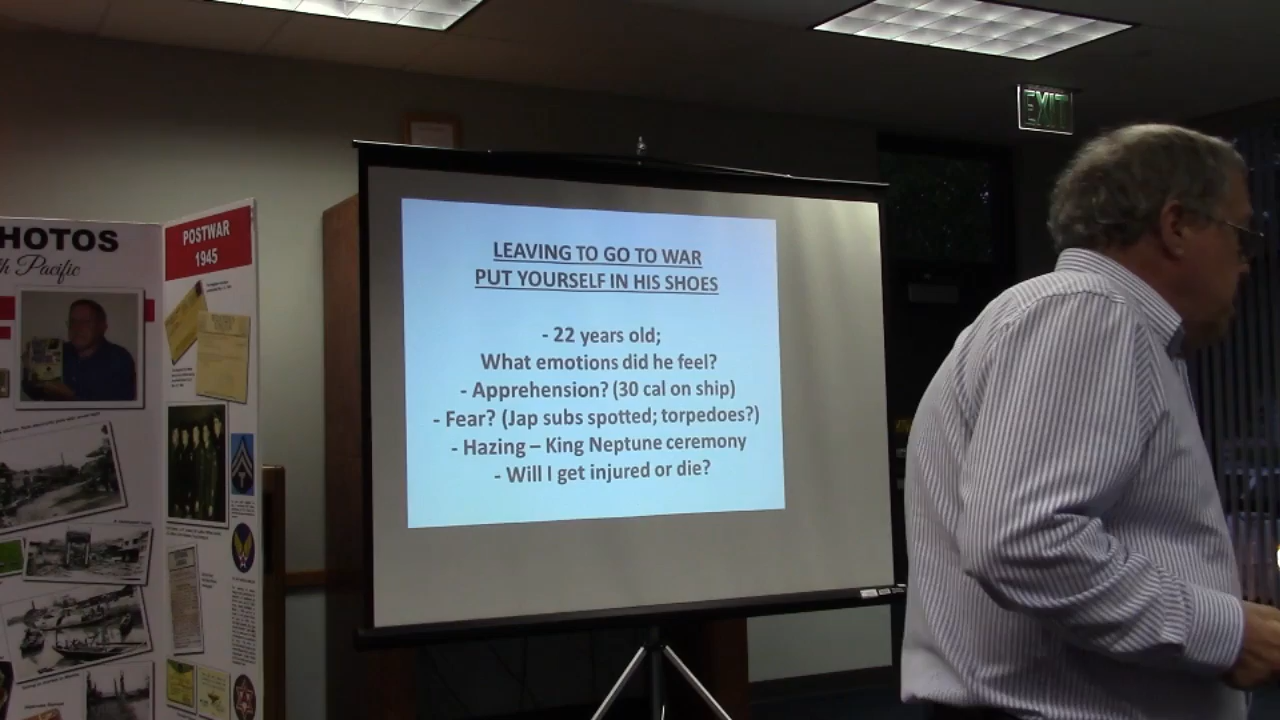 HOTOS
h Pacific
POSTWAR
1945
LEAVING TO GO TO WAR
PUT YOURSELF IN HIS SHOES
- 22 years old;
What emotions did he feel?
- Apprehension? (30 cal on ship)
- Fear? (Jap subs spotted; torpedoes?)
- Hazing – King Neptune ceremony
- Will I get injured or die?
EXIT